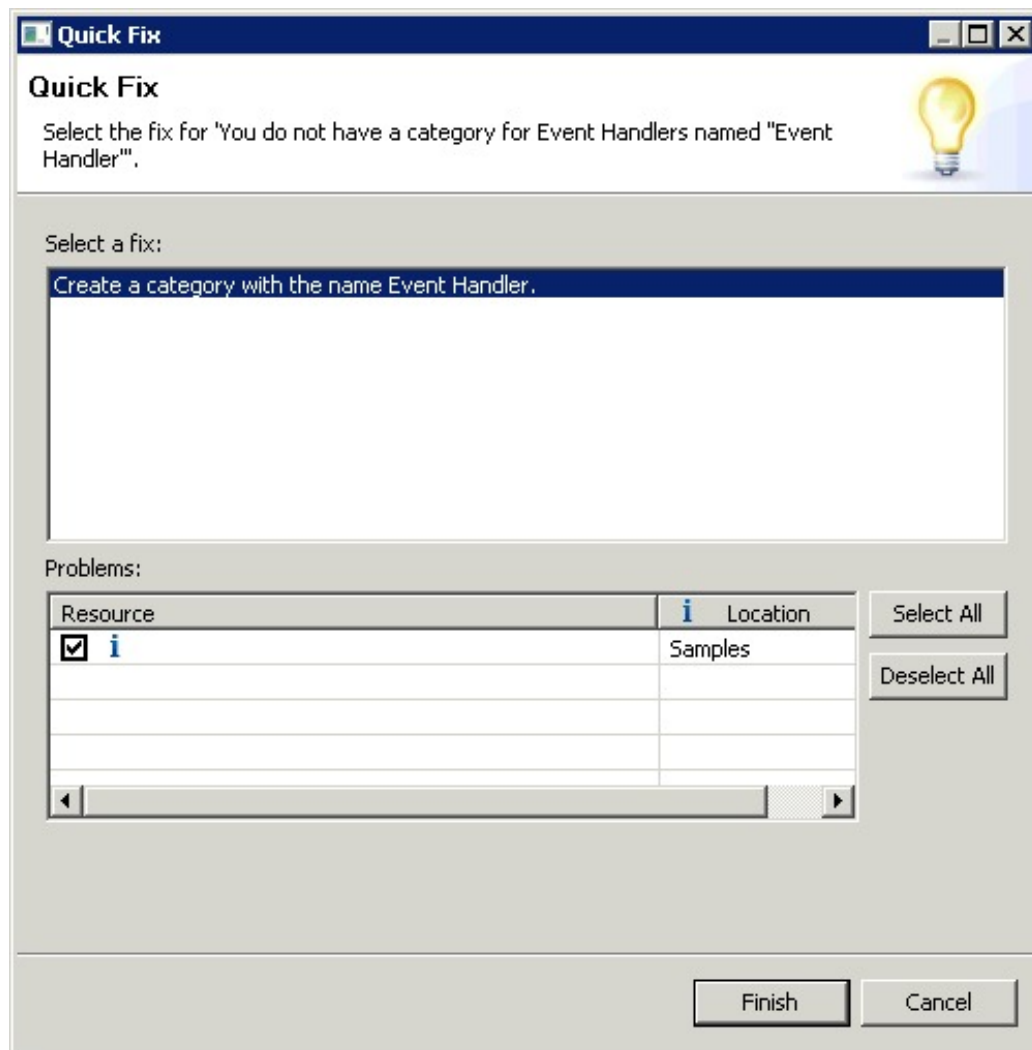 Quick Fix
Quick Fix
Select the fix for 'You do not have a category for Event Handlers named "Event
Handler"'.
Select a fix:
Create a category with the name Event Handler.
Problems:
Resource
i Location
Select All
i Samples
Deselect All
Finish
Cancel